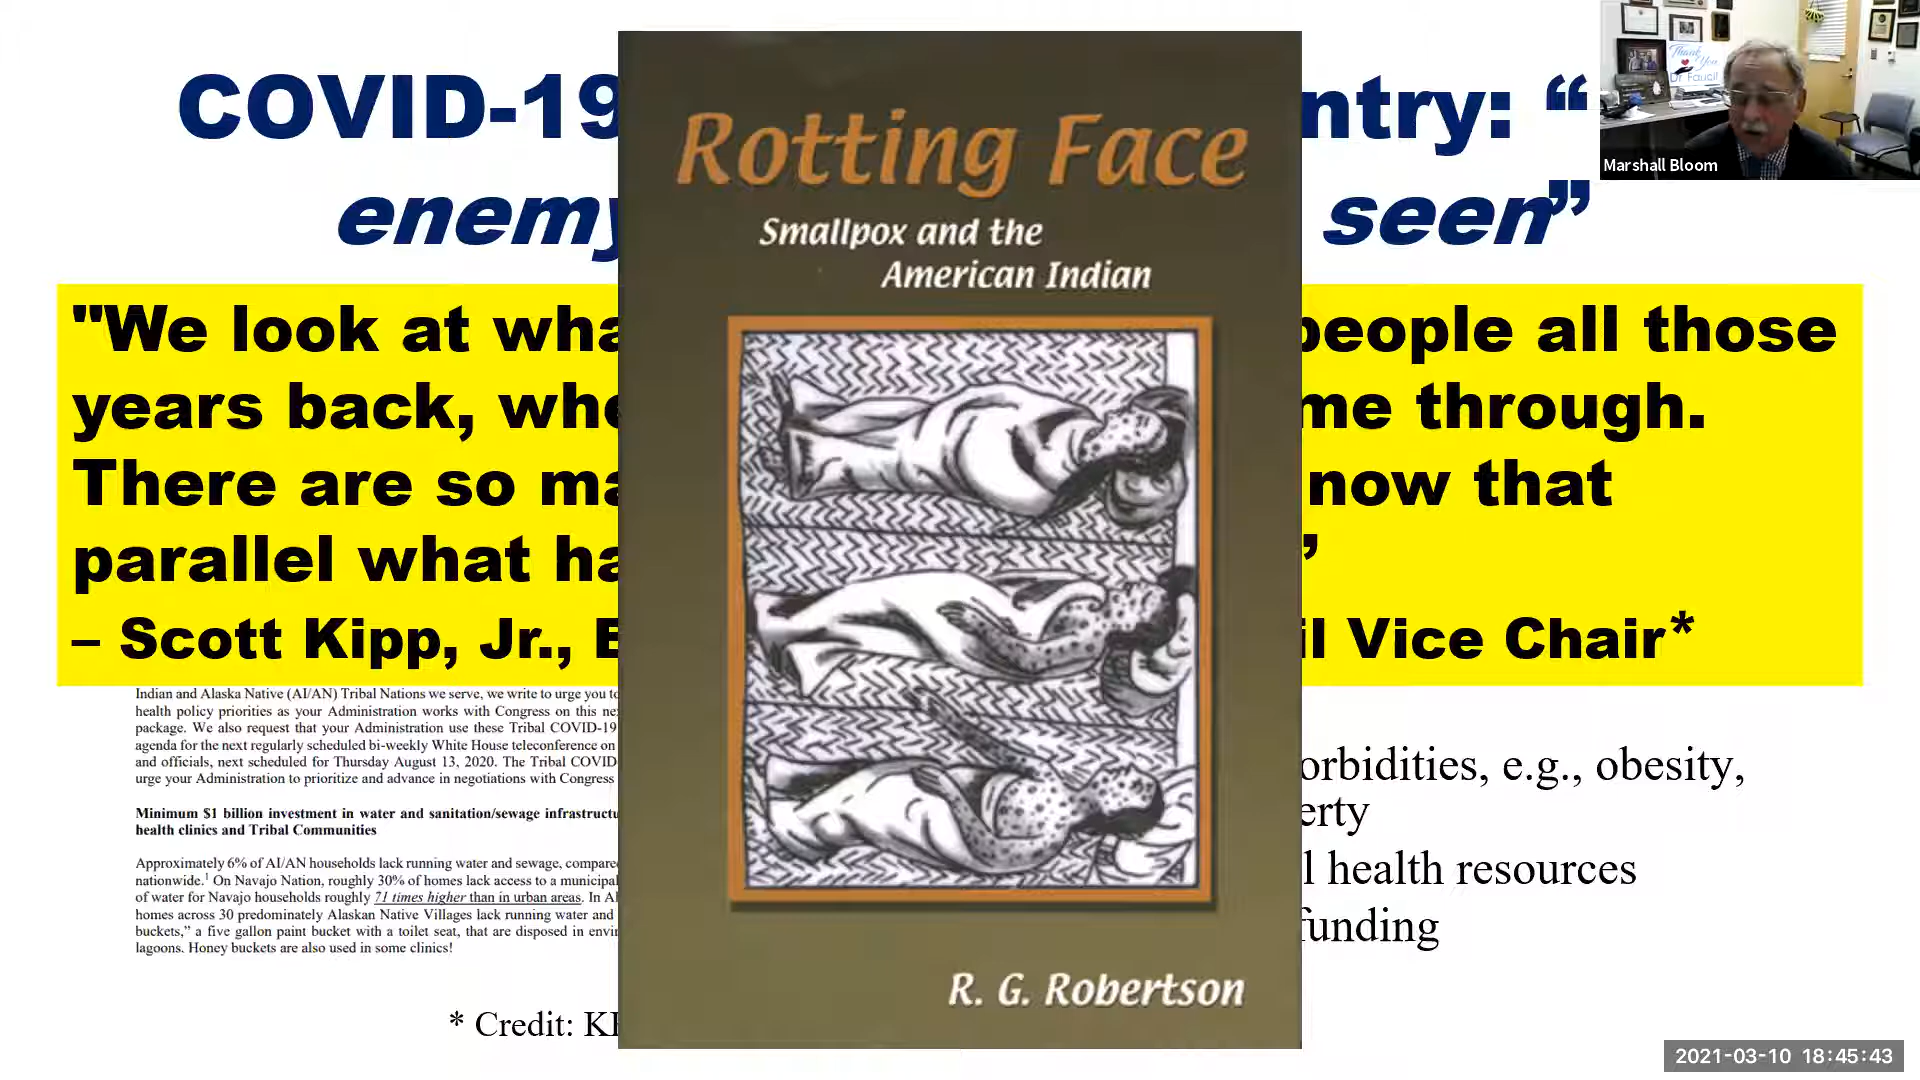 COVID-19 ntry: “
enemy seen”
"We look at wha people all those
years back, whe me through.
There are so ma now that
parallel what ha ’
– Scott Kipp, Jr., B il Vice Chair*
Indian and Alaska Native (AI/AN) Tribal Nations we serve, we write to urge you to
health policy priorities as your Administration works with Congress on this ne
package. We also request that your Administration use these Tribal COVID-19
agenda for the next regularly scheduled bi-weekly White House teleconference on
and officials, next scheduled for Thursday August 13, 2020. The Tribal COVID
urge your Administration to prioritize and advance in negotiations with Congress
Minimum $1 billion investment in water and sanitation/sewage infrastructu
health clinics and Tribal Communities
Approximately 6% of AI/AN households lack running water and sewage, compare
nationwide.¹ On Navajo Nation, roughly 30% of homes lack access to a municipal
of water for Navajo households roughly 71 times higher than in urban areas. In Al
homes across 30 predominately Alaskan Native Villages lack running water and
buckets,” a five gallon paint bucket with a toilet seat, that are disposed in envir
lagoons. Honey buckets are also used in some clinics!
orbidities, e.g., obesity,
erty
l health resources
funding
* Credit:
Rotting Face
Smallpox and the
American Indian
R. G. Robertson
Thank
You
Dr Fauci!
Marshall Bloom
2021-03-10 18:45:43